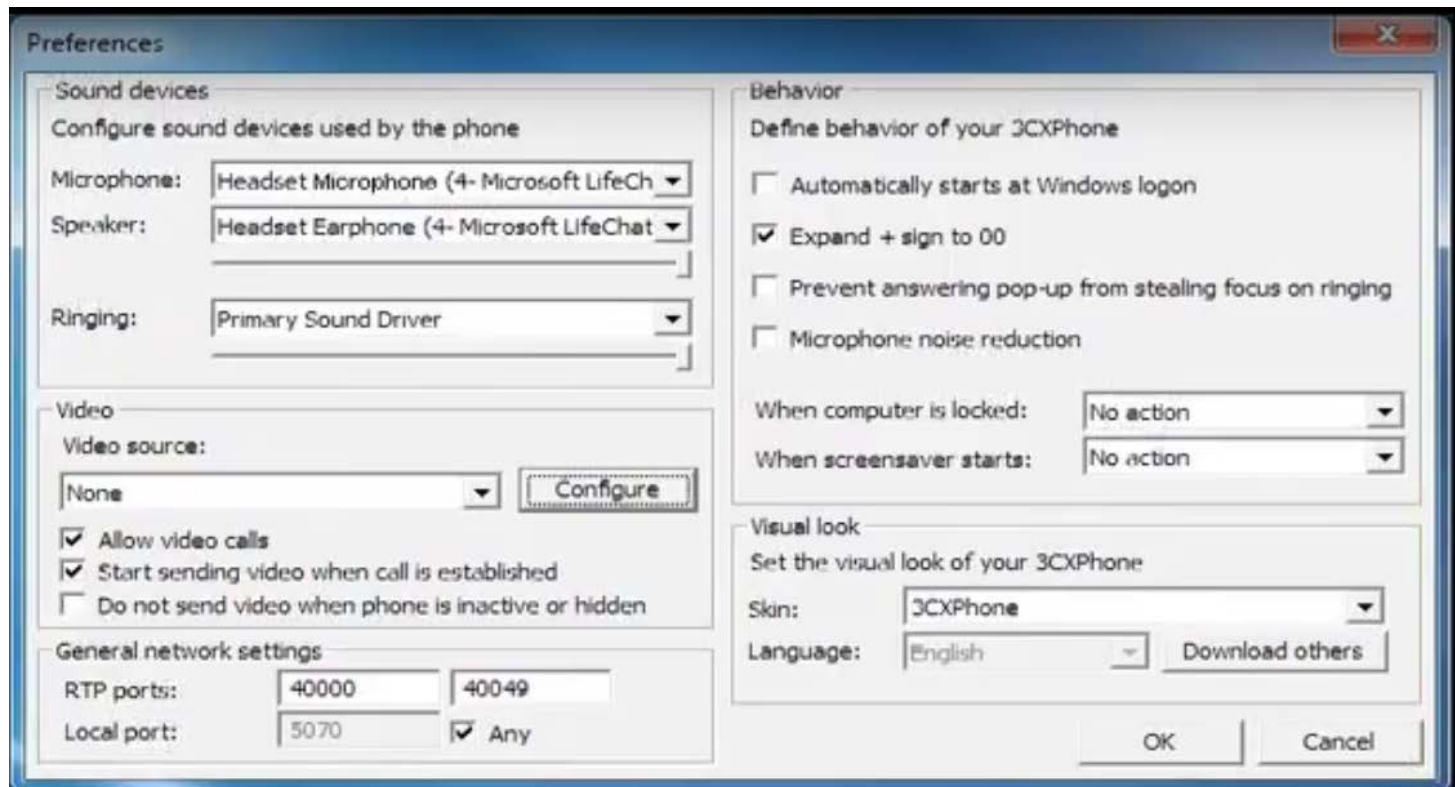 Preferences
Sound devices
Configure sound devices used by the phone
Microphone: Headset Microphone (4- Microsoft LifeCh
Speaker: Headset Earphone (4- Microsoft LifeChat
Ringing: Primary Sound Driver
Video
Video source:
None Configure
Allow video calls
Start sending video when call is established
Do not send video when phone is inactive or hidden
General network settings
RTP ports: 40000 40049
Local port: 5070 Any
Behavior
Define behavior of your 3CXPhone
Automatically starts at Windows logon
Expand + sign to 00
Prevent answering pop-up from stealing focus on ringing
Microphone noise reduction
When computer is locked: No action
When screensaver starts: No action
Visual look
Set the visual look of your 3CXPhone
Skin: 3CXPhone
Language: English Download others
OK Cancel